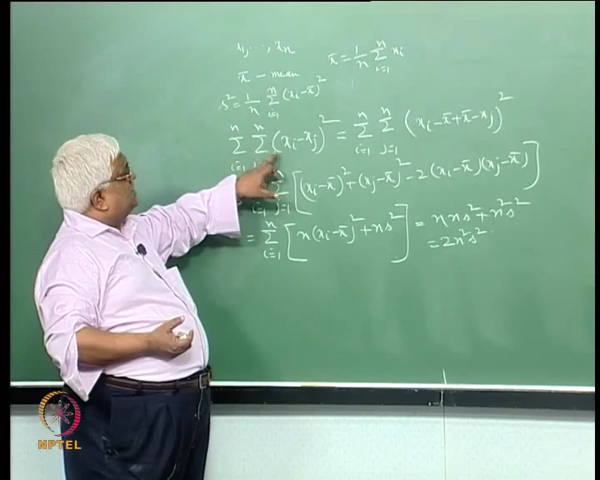 x₁,...,xₙ x̄ = 1/n Σᵢ₌₁ⁿ xᵢ
x̄ – mean
s² = 1/n Σᵢ₌₁ⁿ (xᵢ-x̄)²
Σᵢ₌₁ⁿ Σⁿ (xᵢ-xⱼ)² = Σᵢ₌₁ⁿ Σⱼ₌₁ⁿ (xᵢ-x̄+x̄-xⱼ)²
Σⱼ₌₁ [(xᵢ-x̄)²+(xⱼ-x̄)²-2(xᵢ-x̄)(xⱼ-x̄)]
= Σᵢ₌₁ⁿ [n(xᵢ-x̄)²+ns²] = n ns²+n²s²
= 2n²s²
NPTEL